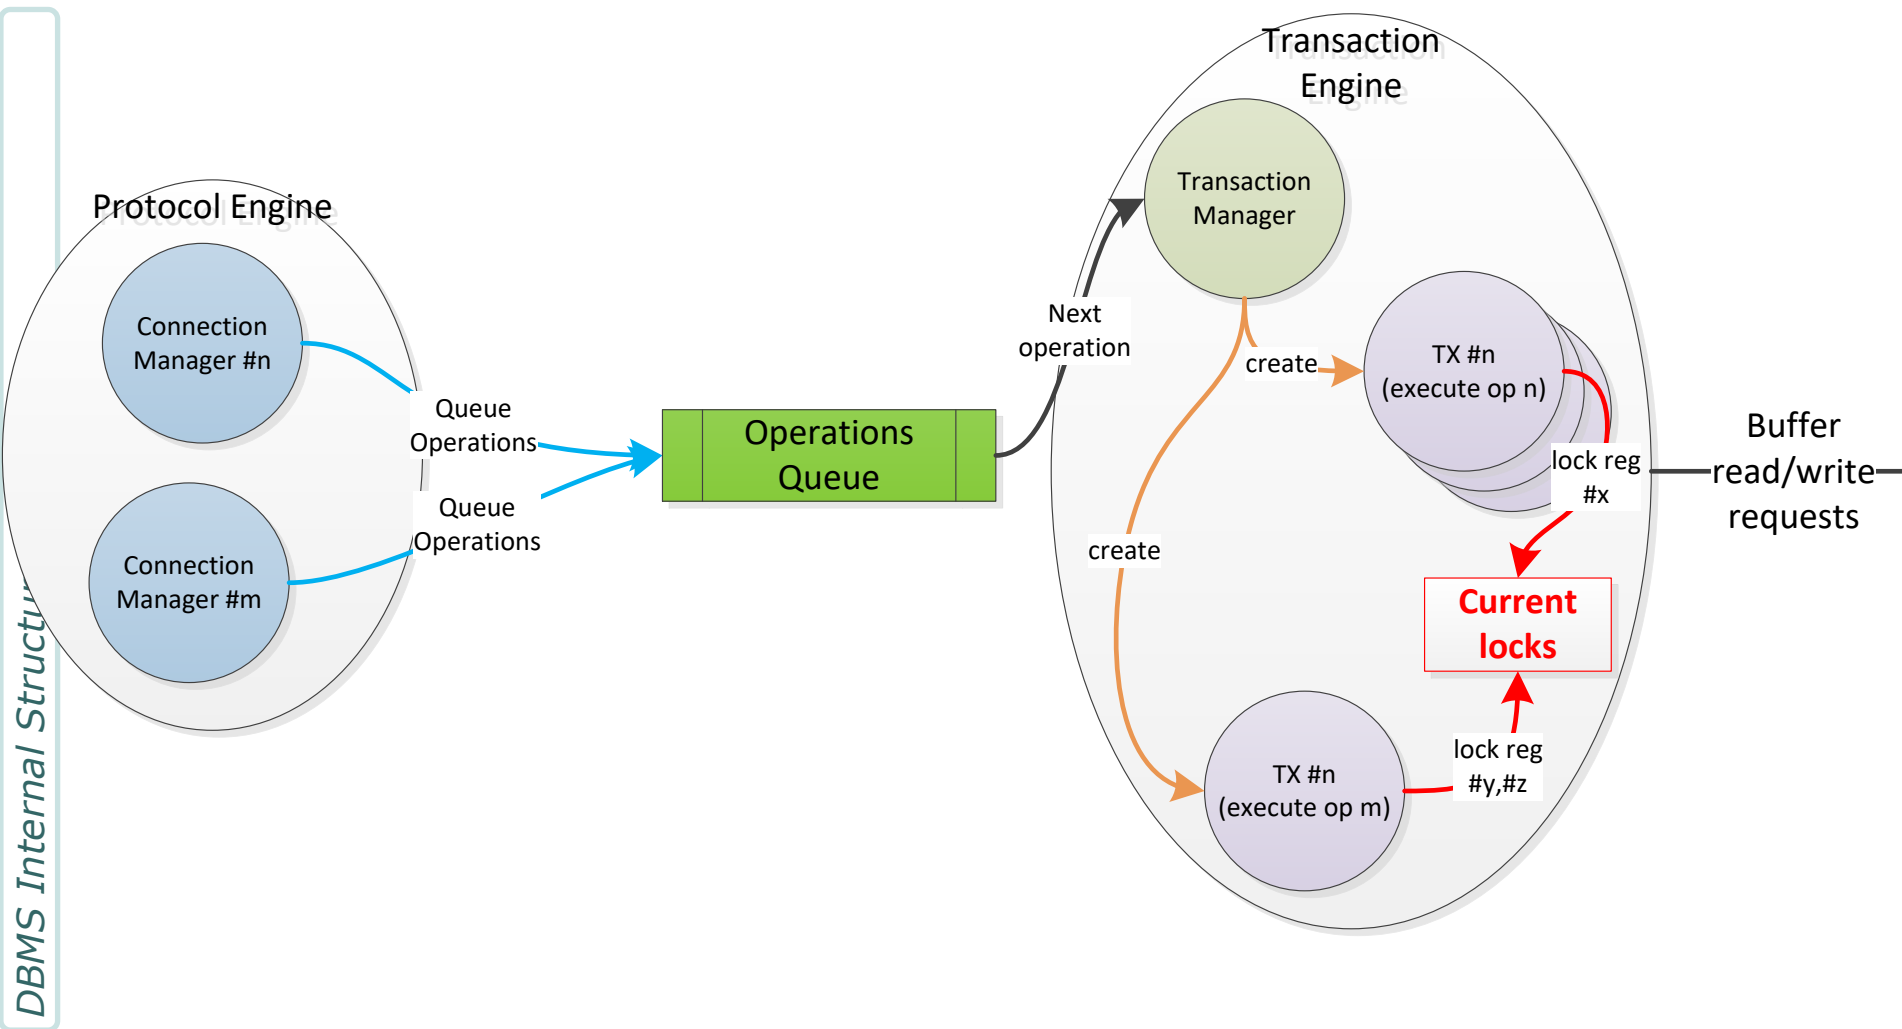 DBMS Internal Structu
Protocol Engine
Connection
Manager #n
Connection
Manager #m
Queue
Operations
Queue
Operations
Operations
Queue
Next
operation
Transaction
Engine
Transaction
Manager
create
create
TX #n
(execute op n)
lock reg
#x
Current
locks
TX #n
(execute op m)
lock reg
#y,#z
Buffer
read/write
requests